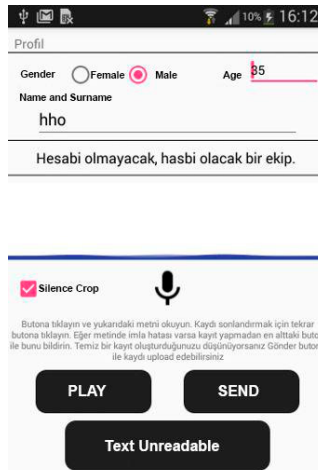 10% 16:12
Profil
Gender Female Male Age 35
Name and Surname
hho
Hesabi olmayacak, hasbi olacak bir ekip.
Silence Crop
Butona tıklayın ve yukarıdaki metni okuyun. Kaydı sonlandırmak için tekrar
butona tıklayın. Eğer metinde imla hatası varsa kayıt yapmadan en alttaki buto
ile bunu bildirin. Temiz bir kayıt oluşturduğunuzu düşünüyorsanız Gönder buton
ile kaydı upload edebilirsiniz
PLAY SEND
Text Unreadable